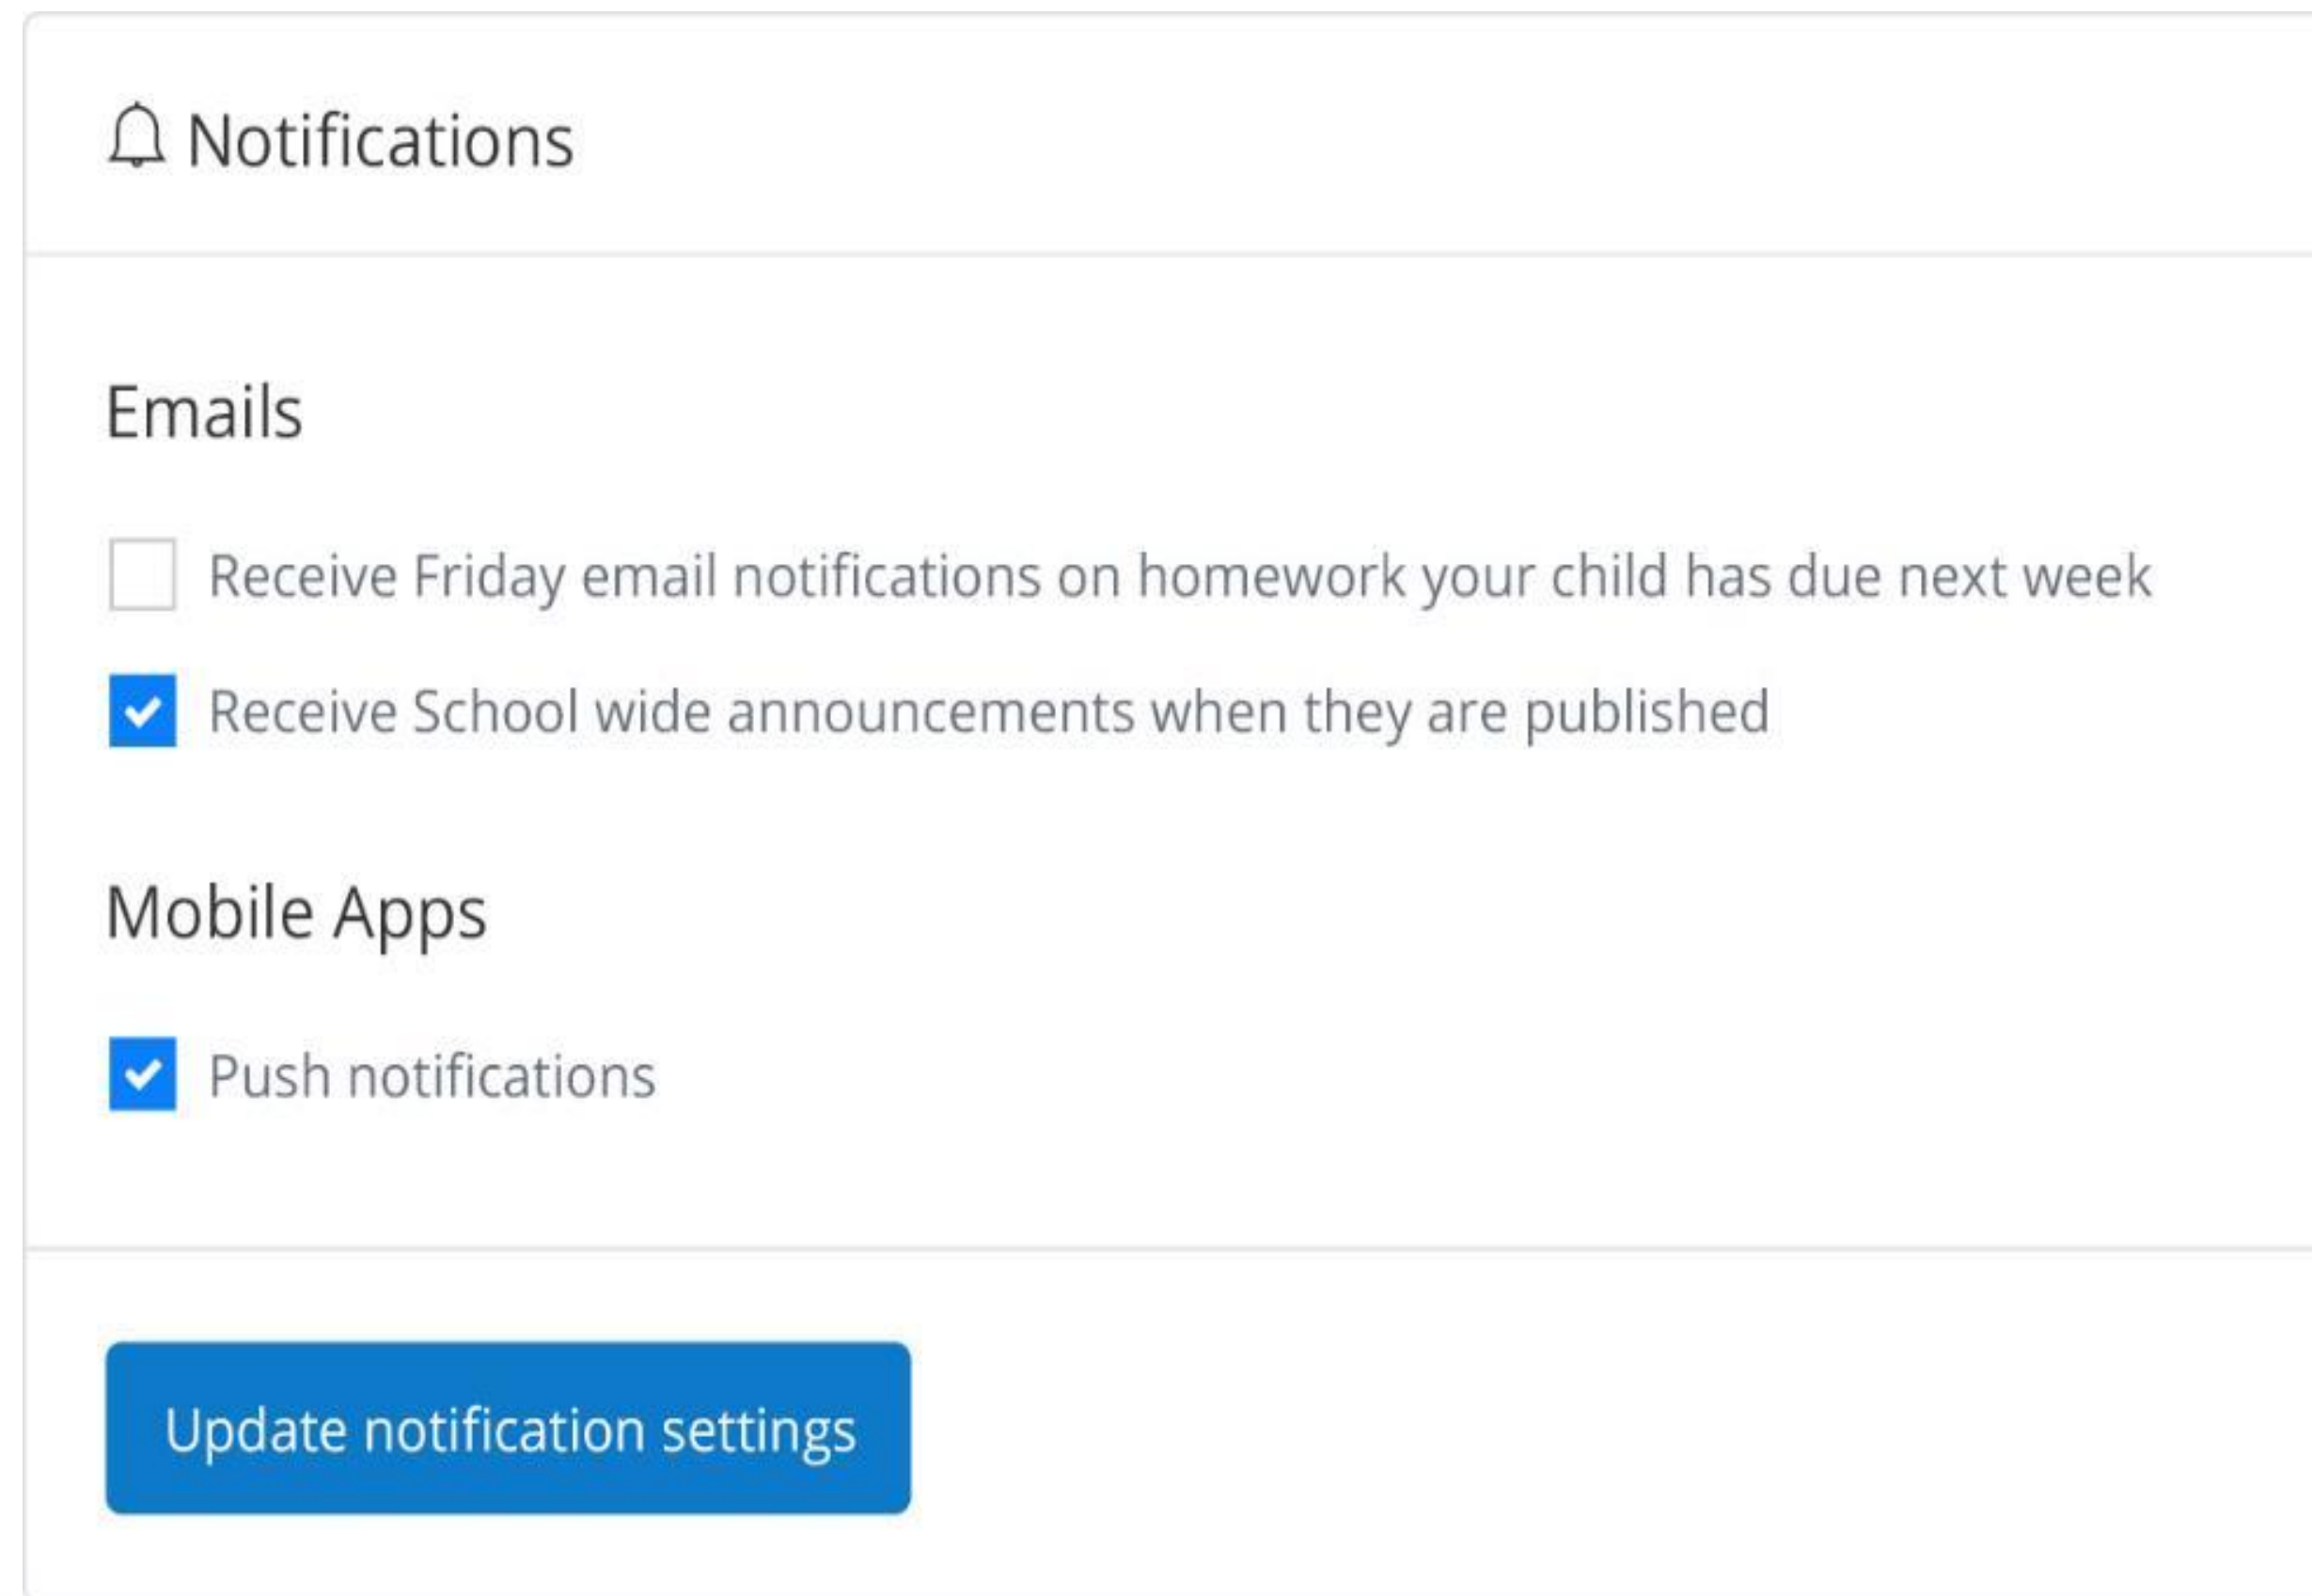 Notifications
Emails
Receive Friday email notifications on homework your child has due next week
Receive School wide announcements when they are published
Mobile Apps
Push notifications
Update notification settings